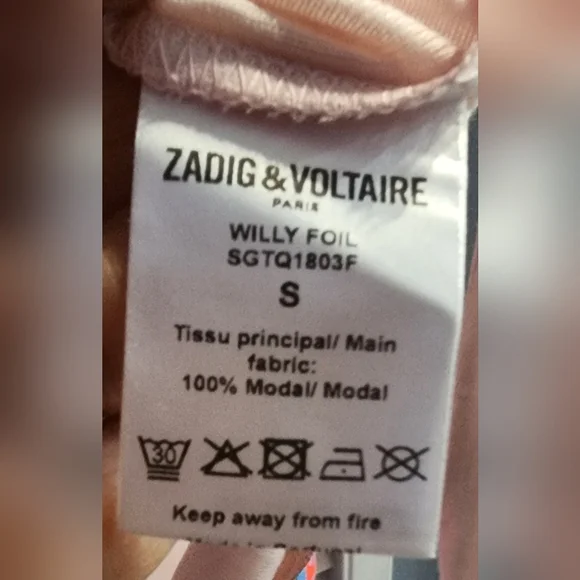 ZADIG & VOLTAIRE
PARIS
WILLY FOIL
SGTQ1803F
S
Tissu principal/ Main
fabric:
100% Modal/ Modal
30
Keep away from fire